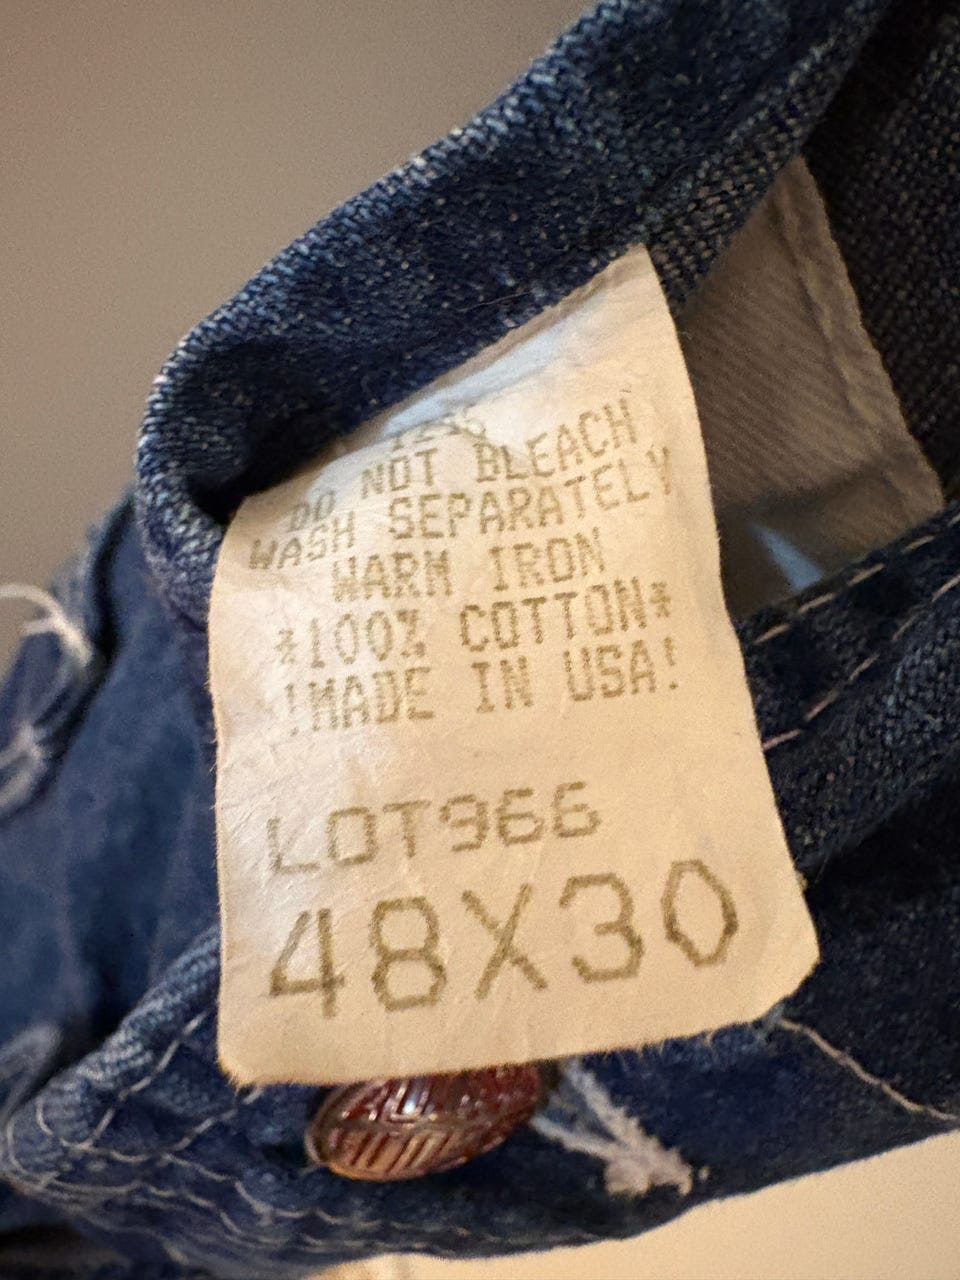 DO NOT BLEACH
WASH SEPARATELY
WARM IRON
*100% COTTON*
!MADE IN USA!
LOT966
48X30